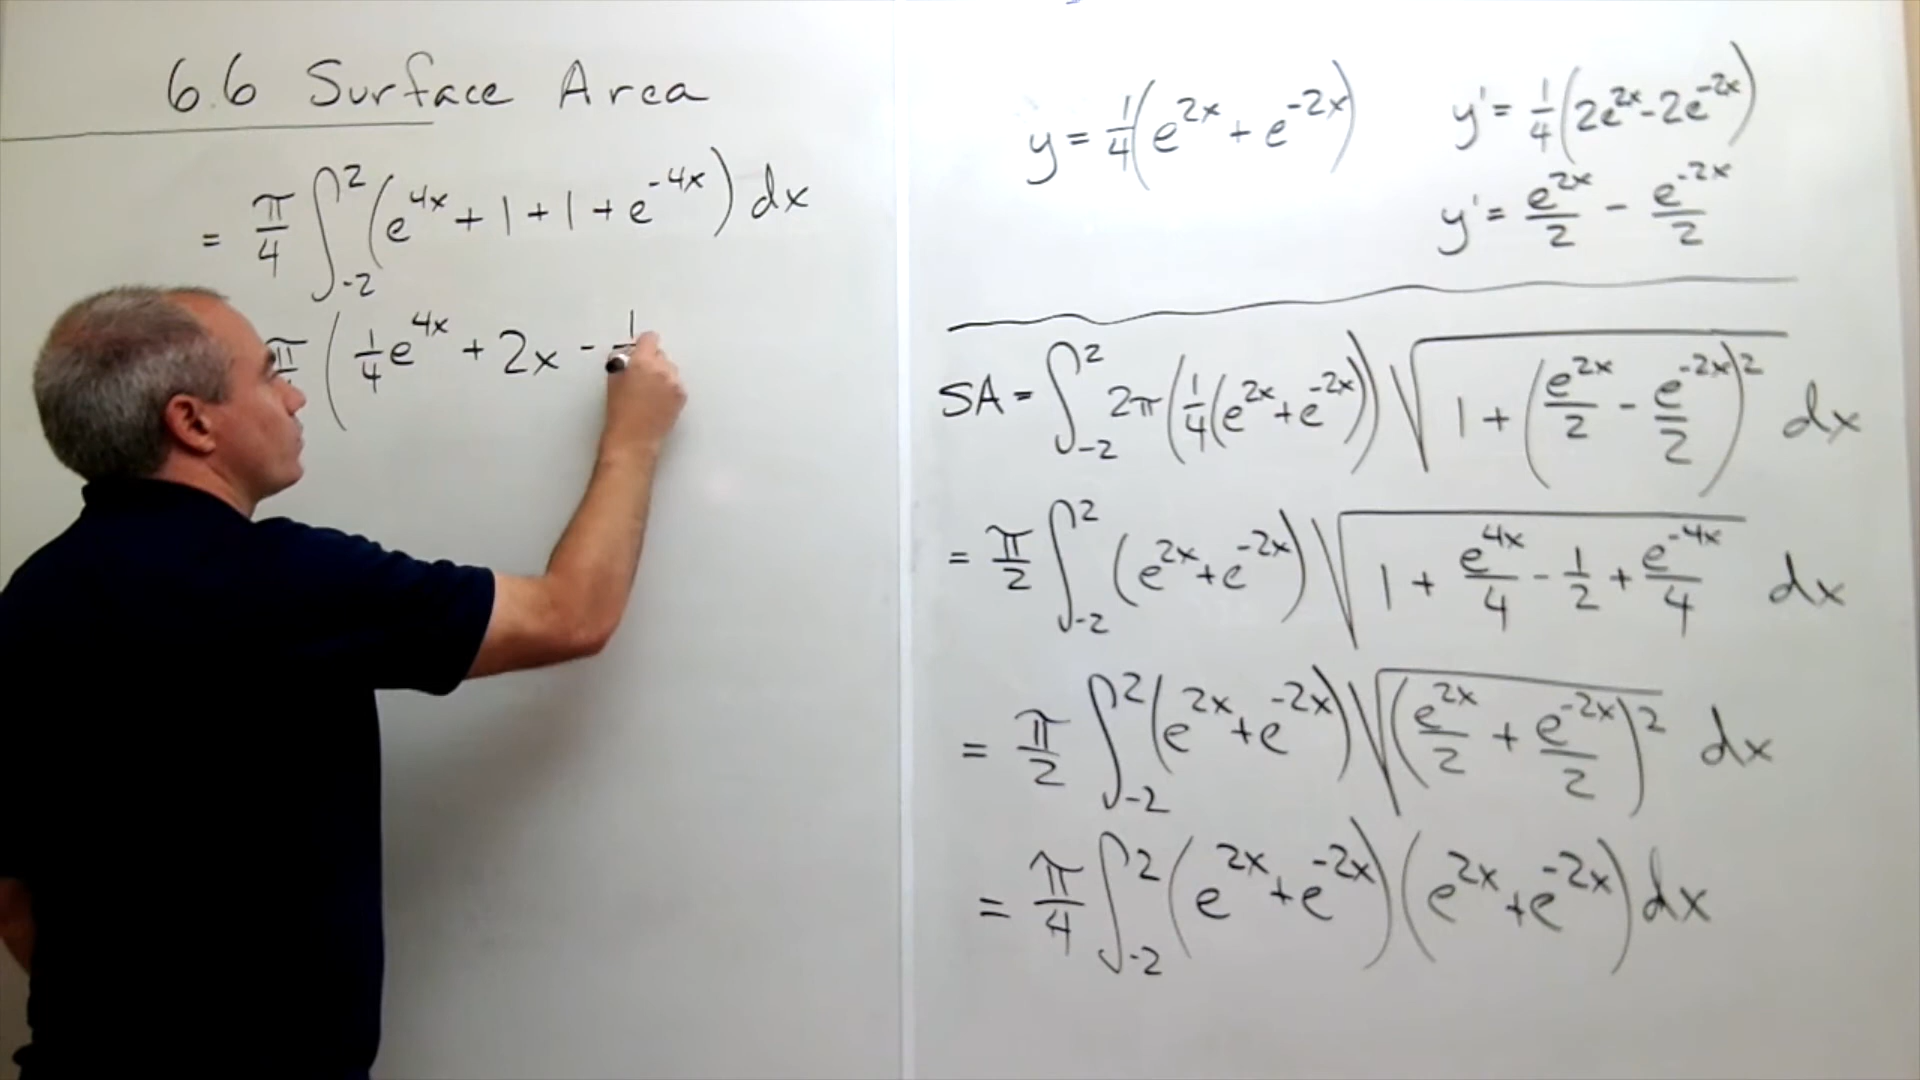 6.6 Surface Area
= π/4 ∫_{-2}^{2} (e^{4x} + 1 + 1 + e^{-4x}) dx
π (1/4 e^{4x} + 2x - 1
y = 1/4 (e^{2x} + e^{-2x})
y' = 1/4 (2e^{2x} - 2e^{-2x})
y' = e^{2x}/2 - e^{-2x}/2
SA = ∫_{-2}^{2} 2π (1/4 (e^{2x} + e^{-2x})) √(1 + (e^{2x}/2 - e^{-2x}/2)^2) dx
= π/2 ∫_{-2}^{2} (e^{2x} + e^{-2x}) √(1 + e^{4x}/4 - 1/2 + e^{-4x}/4) dx
= π/2 ∫_{-2}^{2} (e^{2x} + e^{-2x}) √((e^{2x}/2 + e^{-2x}/2)^2) dx
= π/4 ∫_{-2}^{2} (e^{2x} + e^{-2x}) (e^{2x} + e^{-2x}) dx